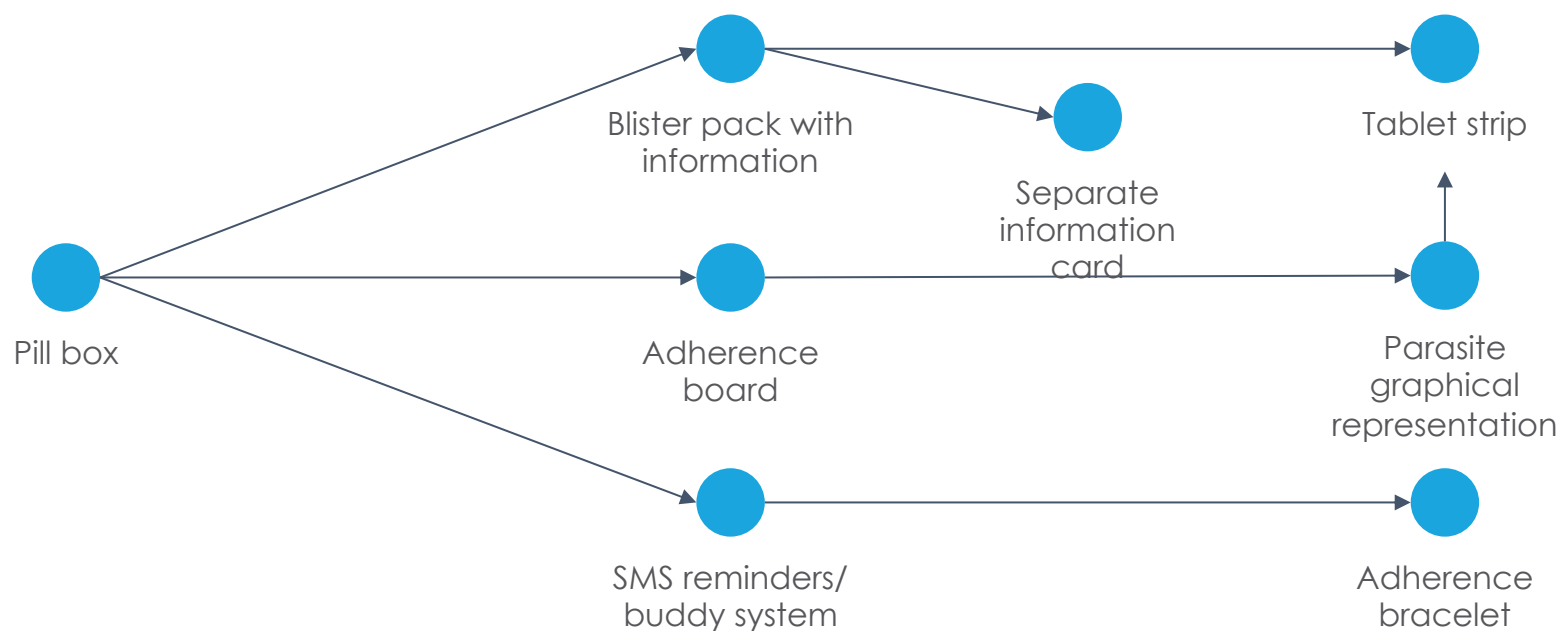 Blister pack with
information
Tablet strip
Separate
information
card
Pill box
Adherence
board
Parasite
graphical
representation
SMS reminders/
buddy system
Adherence
bracelet